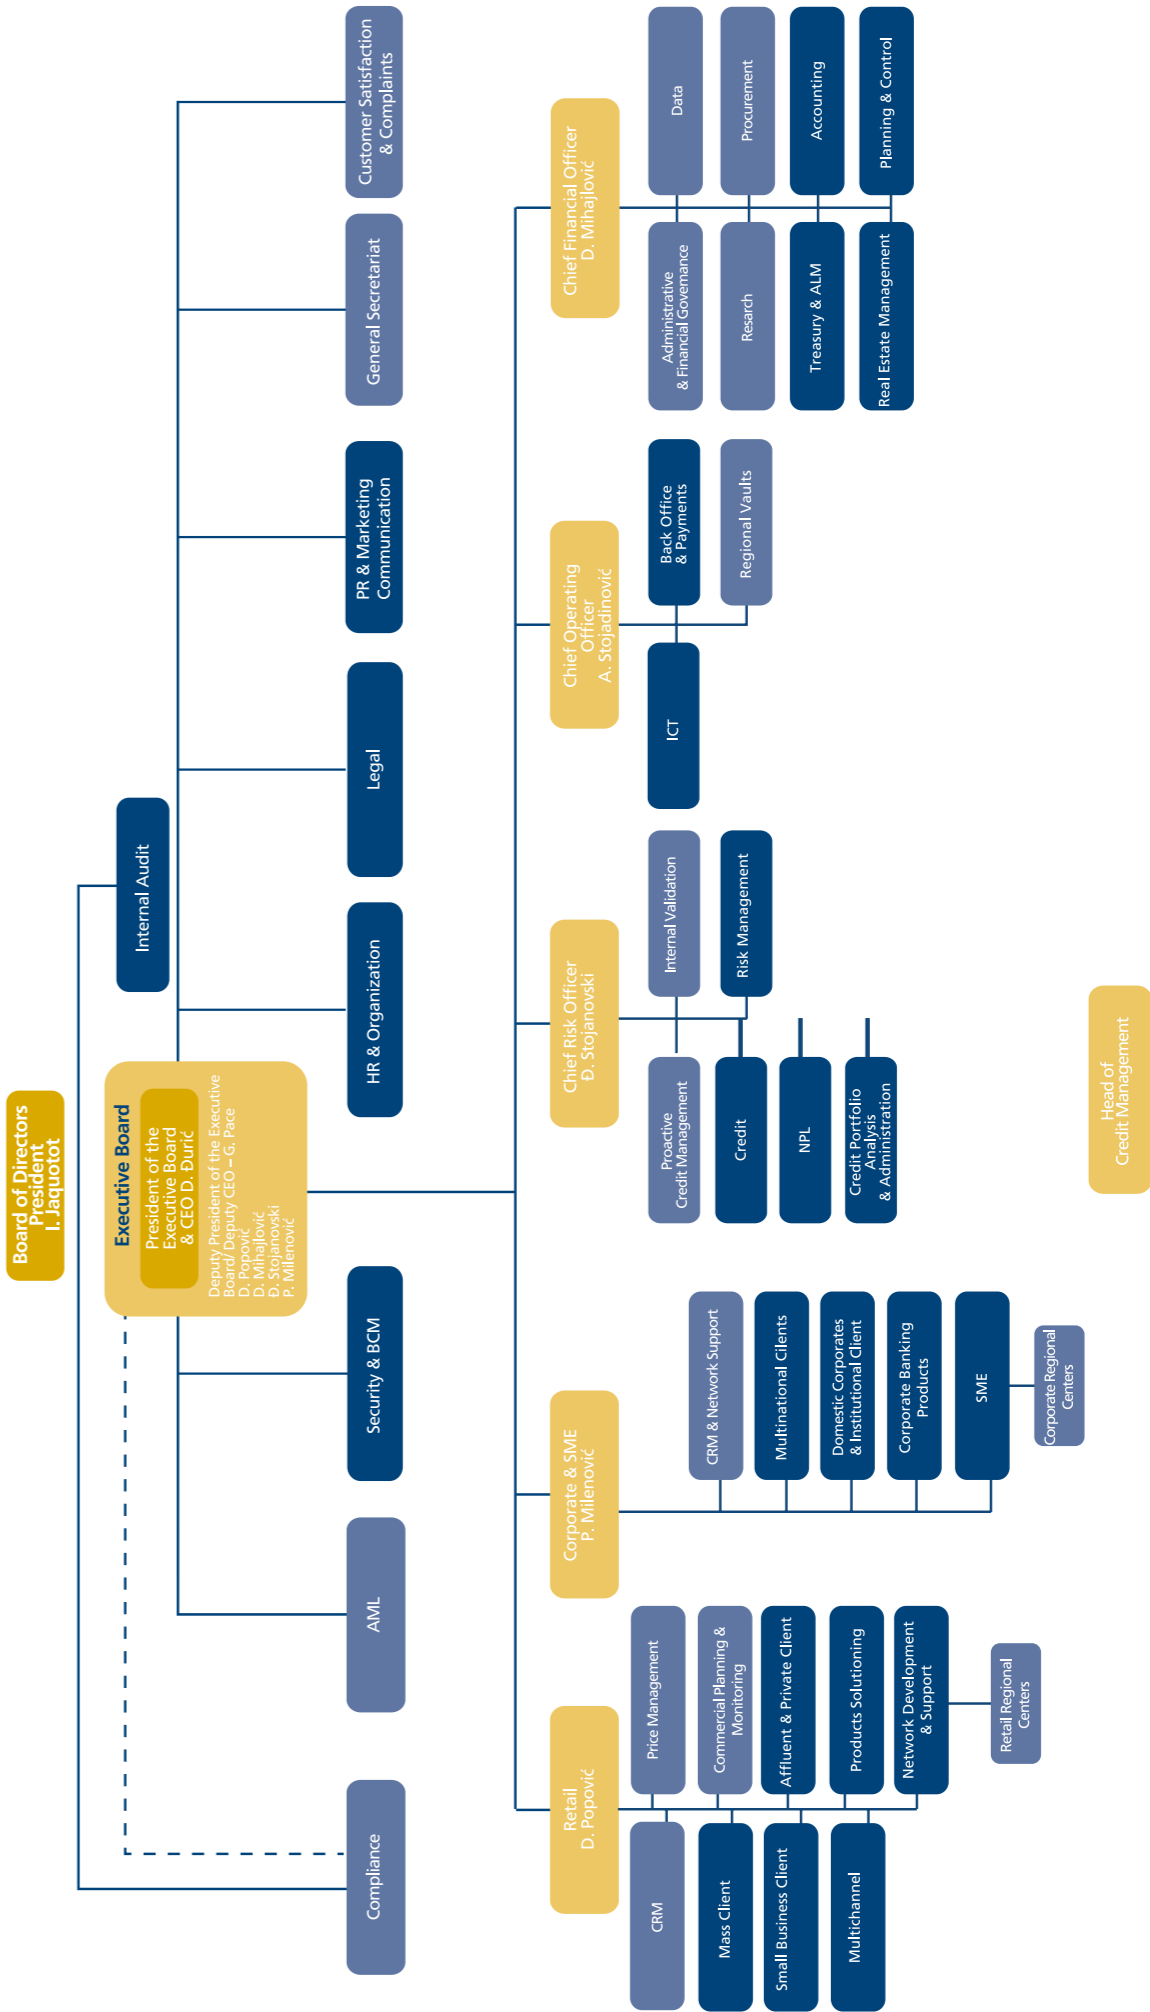 Board of Directors
President
I. Jaquotot
Internal Audit
Executive Board
President of the
Executive Board
& CEO D. Đurić
Deputy President of the Executive
Board/ Deputy CEO – G. Pace
D. Popović
D. Mihajlović
Đ. Stojanovski
P. Milenović
Compliance
AML
Security & BCM
HR & Organization
Legal
PR & Marketing
Communication
General Secretariat
Customer Satisfaction
& Complaints
Retail
D. Popović
CRM
Mass Client
Small Business Client
Multichannel
Price Management
Commercial Planning &
Monitoring
Affluent & Private Client
Products Solutioning
Network Development
& Support
Retail Regional
Centers
Corporate & SME
P. Milenović
CRM & Network Support
Multinational Cilents
Domestic Corporates
& Institutional Client
Corporate Banking
Products
SME
Corporate Regional
Centers
Chief Risk Officer
Đ. Stojanovski
Proactive
Credit Management
Credit
NPL
Credit Portfolio
Analysis
& Administration
Internal Validation
Risk Management
Head of
Credit Management
Chief Operating
Officer
A. Stojadinović
ICT
Back Office
& Payments
Regional Vaults
Chief Financial Officer
D. Mihajlović
Administrative
& Financial Governance
Resarch
Treasury & ALM
Real Estate Management
Data
Procurement
Accounting
Planning & Control